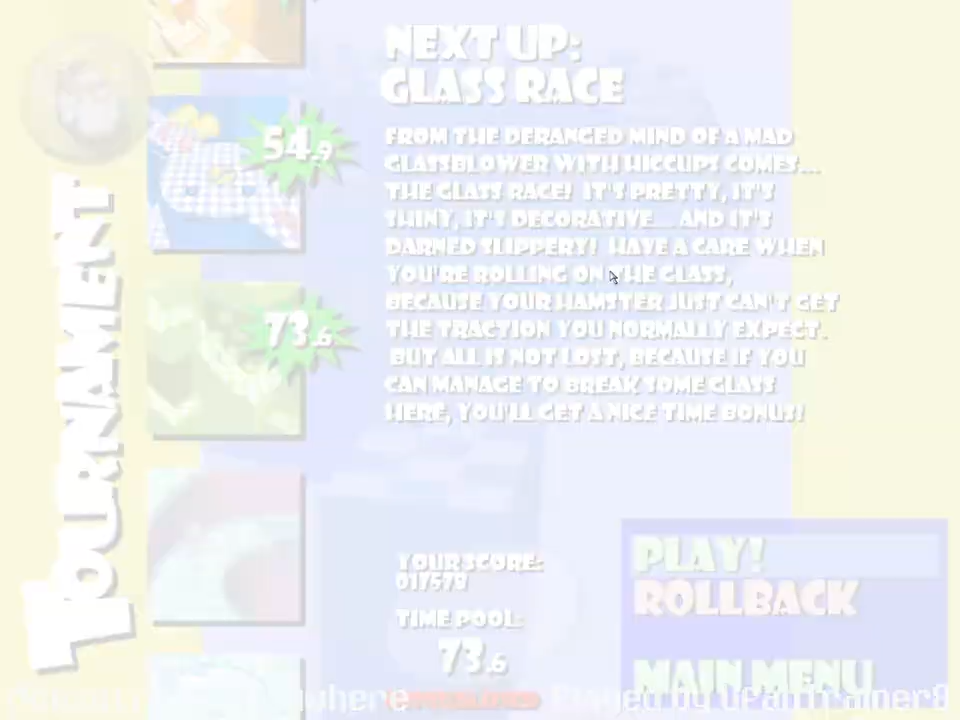 NEXT UP:
GLASS RACE
FROM THE DERANGED MIND OF A MAD
GLASSBLOWER WITH HICCUPS COMES...
THE GLASS RACE! IT'S PRETTY, IT'S
SHINY, IT'S DECORATIVE... AND IT'S
DARNED SLIPPERY! HAVE A CARE WHEN
YOU'RE ROLLING ON THE GLASS,
BECAUSE YOUR HAMSTER JUST CAN'T GET
THE TRACTION YOU NORMALLY EXPECT.
BUT ALL IS NOT LOST, BECAUSE IF YOU
CAN MANAGE TO BREAK SOME GLASS
HERE, YOU'LL GET A NICE TIME BONUS!
54.9
73.6
TOURNAMENT
YOUR SCORE:
017578
TIME POOL:
73.6
PLAY!
ROLLBACK
MAIN MENU
Played by